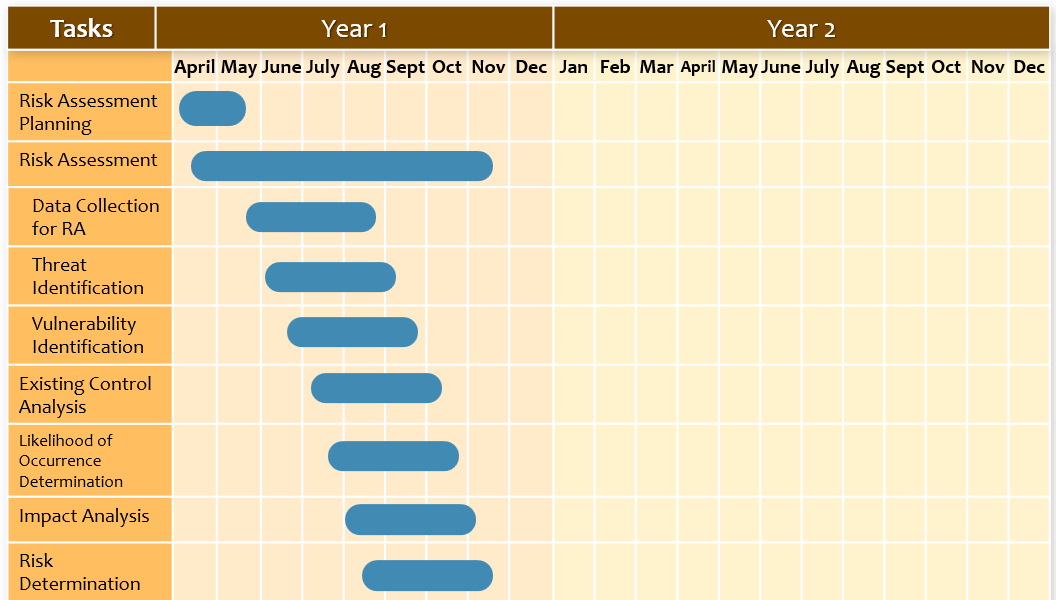 Tasks Year 1 Year 2
April May June July Aug Sept Oct Nov Dec Jan Feb Mar April May June July Aug Sept Oct Nov Dec
Risk Assessment
Planning
Risk Assessment
Data Collection
for RA
Threat
Identification
Vulnerability
Identification
Existing Control
Analysis
Likelihood of
Occurrence
Determination
Impact Analysis
Risk
Determination